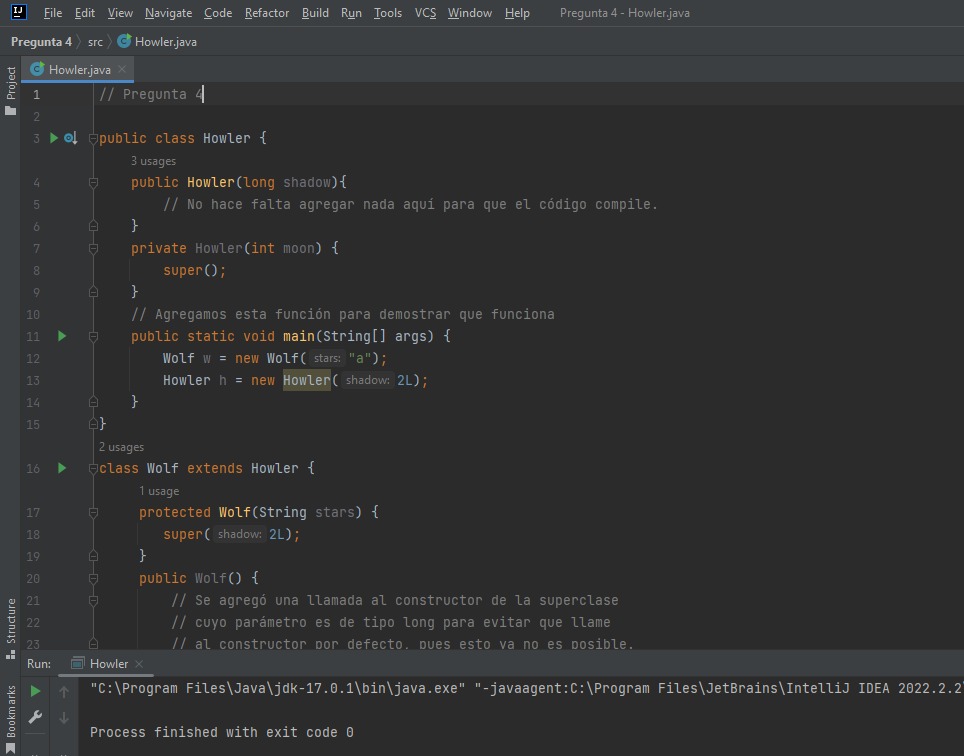 IJ File Edit View Navigate Code Refactor Build Run Tools VCS Window Help Pregunta 4 - Howler.java
Pregunta 4 src Howler.java
Project
Howler.java
1 // Pregunta 4
2
3 public class Howler {
3 usages
4 public Howler(long shadow){
5 // No hace falta agregar nada aquí para que el código compile.
6 }
7 private Howler(int moon) {
8 super();
9 }
10 // Agregamos esta función para demostrar que funciona
11 public static void main(String[] args) {
12 Wolf w = new Wolf( stars: "a");
13 Howler h = new Howler( shadow: 2L);
14 }
15 }
2 usages
16 class Wolf extends Howler {
1 usage
17 protected Wolf(String stars) {
18 super( shadow: 2L);
19 }
20 public Wolf() {
21 // Se agregó una llamada al constructor de la superclase
22 // cuyo parámetro es de tipo long para evitar que llame
23 // al constructor por defecto, pues esto ya no es posible.
Structure
Bookmarks
Run: Howler
"C:\Program Files\Java\jdk-17.0.1\bin\java.exe" "-javaagent:C:\Program Files\JetBrains\IntelliJ IDEA 2022.2.2\
Process finished with exit code 0